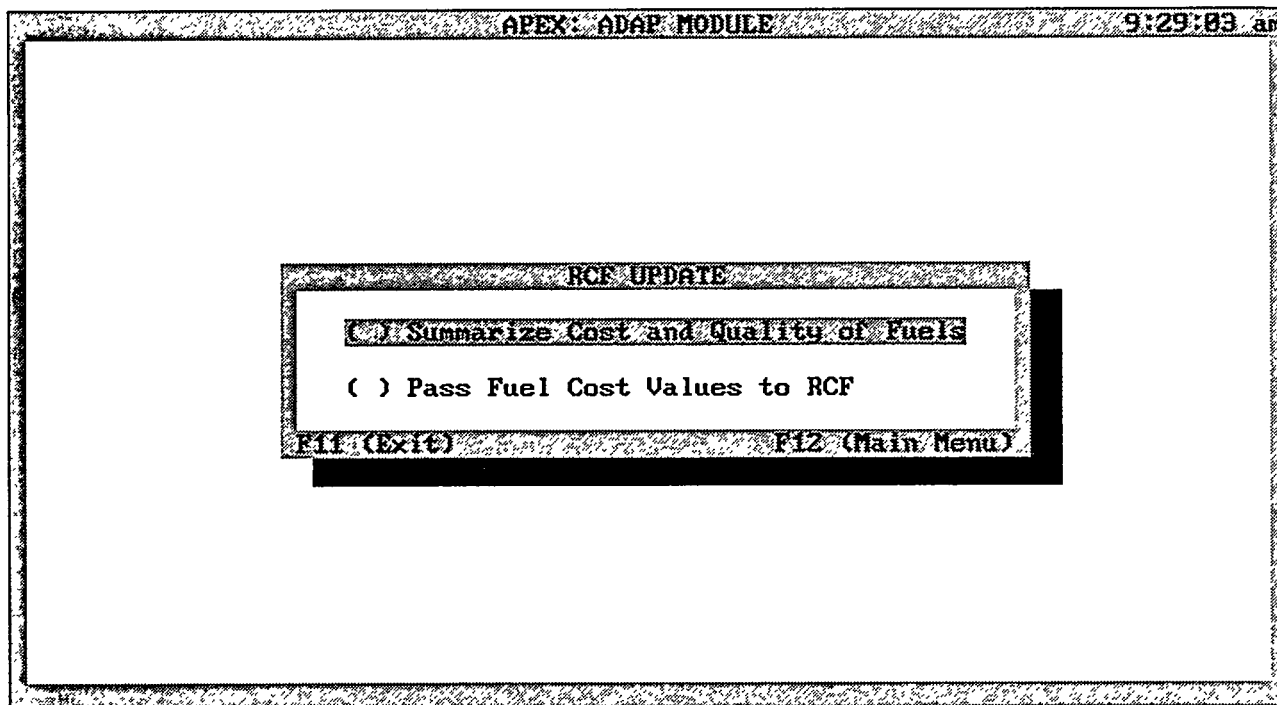 APEX: ADAP MODULE 9:29:03 am
RCF UPDATE
( ) Summarize Cost and Quality of Fuels
( ) Pass Fuel Cost Values to RCF
F11 (Exit) F12 (Main Menu)